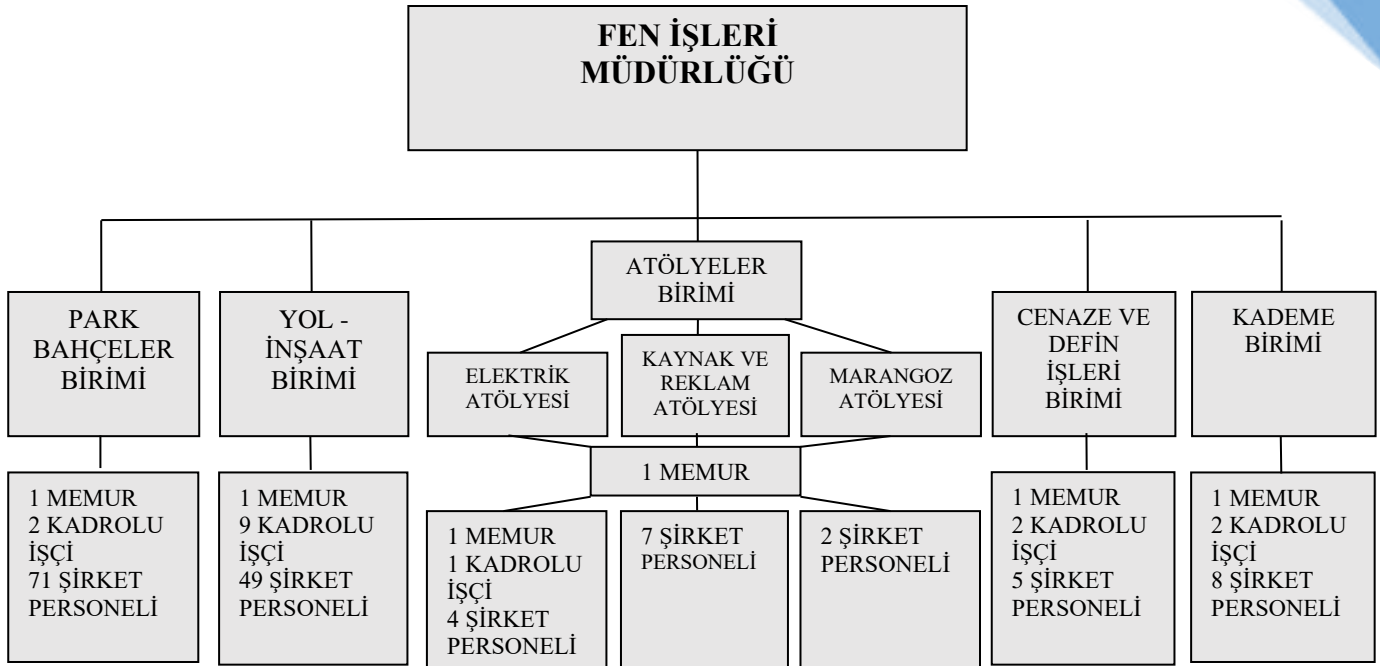 FEN İŞLERİ
MÜDÜRLÜĞÜ
ATÖLYELER
BİRİMİ
PARK
BAHÇELER
BİRİMİ
YOL -
İNŞAAT
BİRİMİ
ELEKTRİK
ATÖLYESİ
KAYNAK VE
REKLAM
ATÖLYESİ
MARANGOZ
ATÖLYESİ
CENAZE VE
DEFİN
İŞLERİ
BİRİMİ
KADEME
BİRİMİ
1 MEMUR
1 MEMUR
2 KADROLU
İŞÇİ
71 ŞİRKET
PERSONELİ
1 MEMUR
9 KADROLU
İŞÇİ
49 ŞİRKET
PERSONELİ
1 MEMUR
1 KADROLU
İŞÇİ
4 ŞİRKET
PERSONELİ
7 ŞİRKET
PERSONELİ
2 ŞİRKET
PERSONELİ
1 MEMUR
2 KADROLU
İŞÇİ
5 ŞİRKET
PERSONELİ
1 MEMUR
2 KADROLU
İŞÇİ
8 ŞİRKET
PERSONELİ